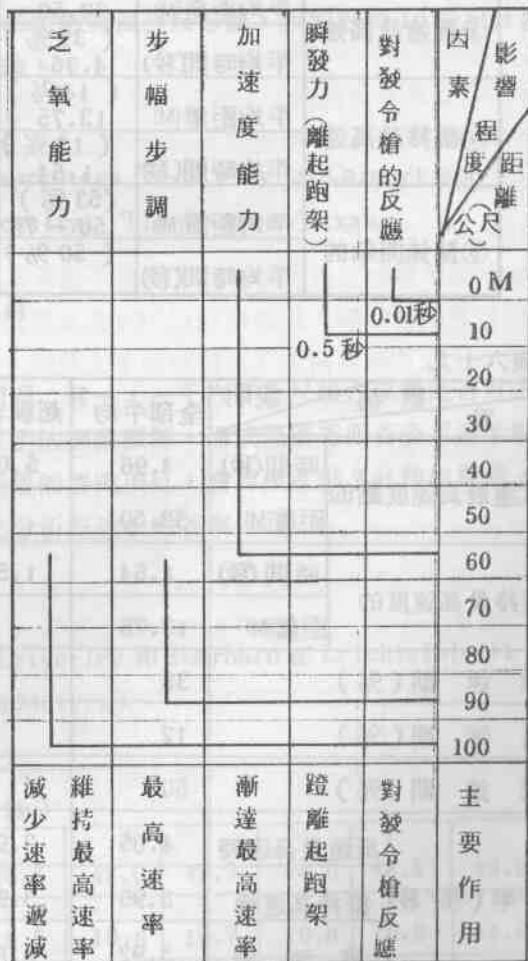 影響程度
距離（公尺）
因素
對發令槍的反應
瞬發力（離起跑架）
加速度能力
步幅步調
乏氧能力
0 M
10
20
30
40
50
60
70
80
90
100
0.01秒
0.5 秒
主要作用
對發令槍反應
蹬離起跑架
漸達最高速率
最高速率
維持最高速率
減少速率遞減